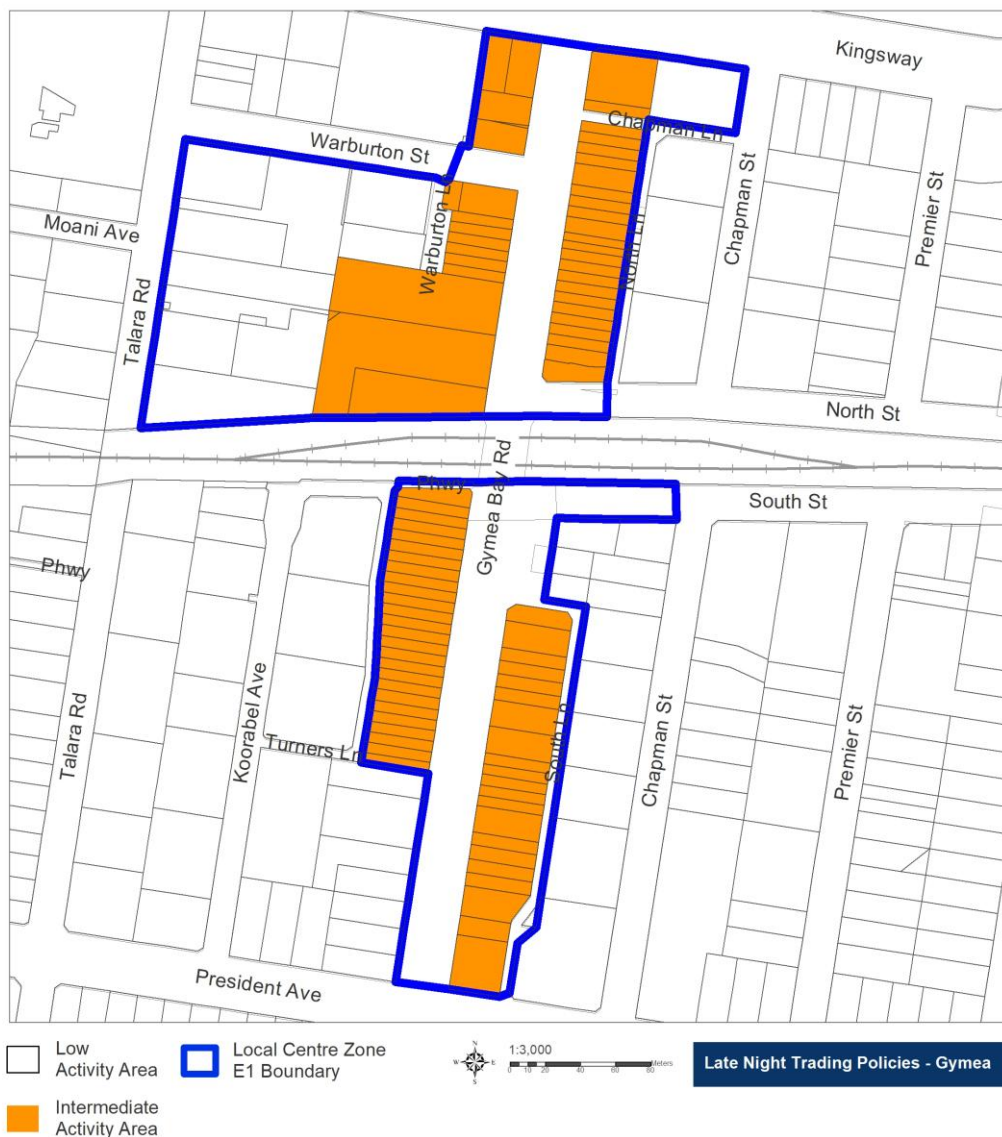 Kingsway
Chapman Ln
Warburton St
Chapman St
Premier St
Moani Ave
Warburton Ln
North Ln
Talara Rd
North St
Gymea Bay Rd
Phwy
South St
Phwy
Koorabel Ave
Talara Rd
Turners Ln
South Ln
Chapman St
Premier St
President Ave
Low
Activity Area
Local Centre Zone
E1 Boundary
N
W E
S
1:3,000
0 10 20 40 60 80
Meters
Late Night Trading Policies - Gymea
Intermediate
Activity Area